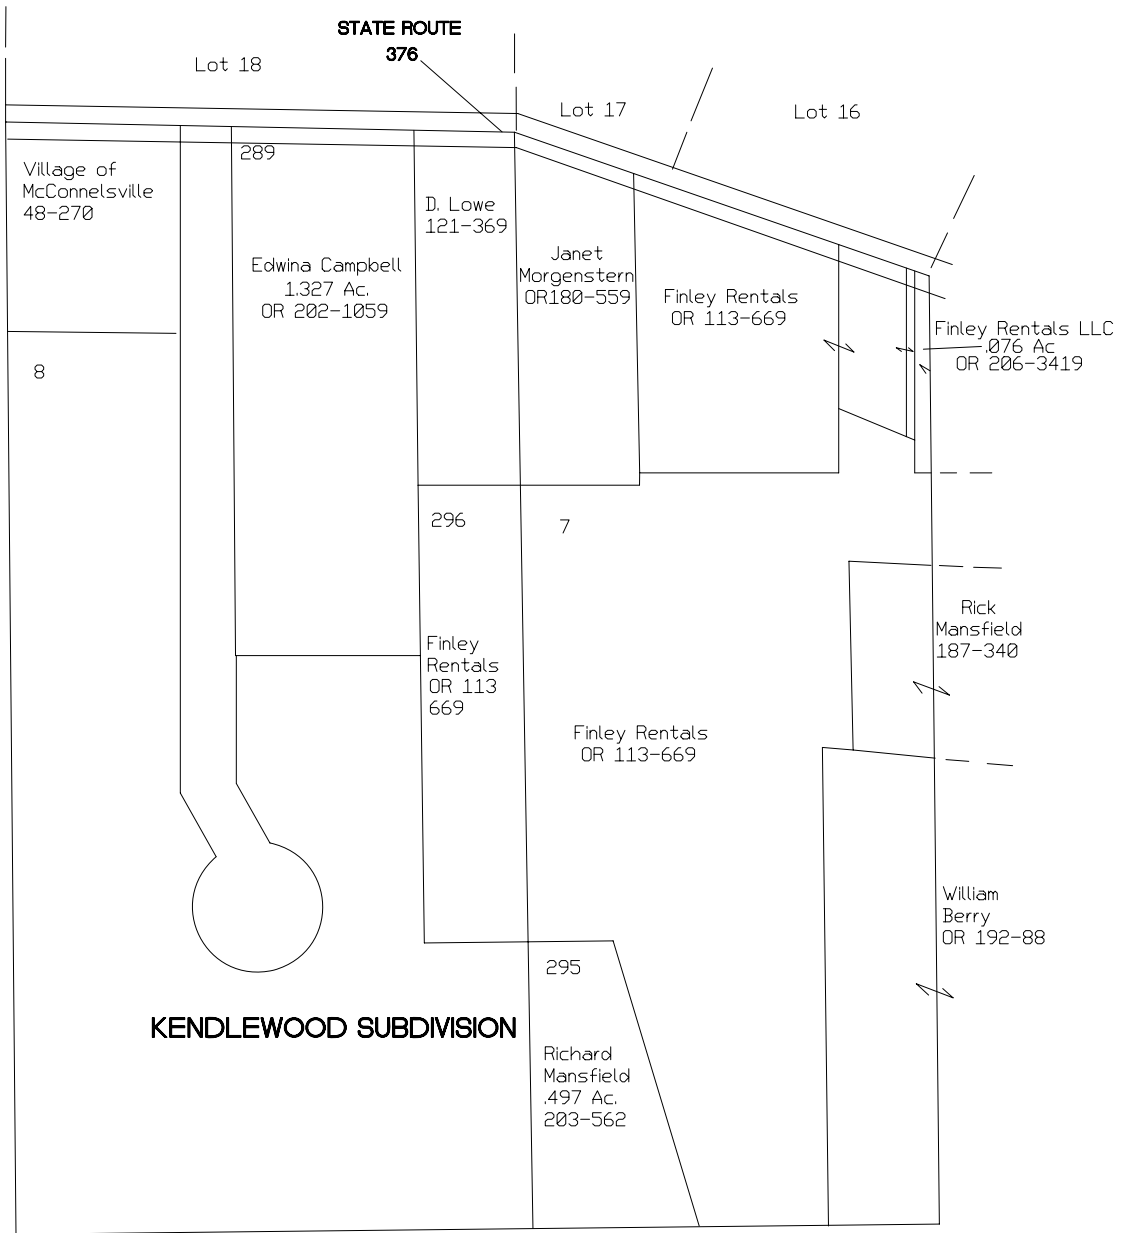 STATE ROUTE
376
Lot 18
Lot 17
Lot 16
289
Village of
McConnelsville
48-270
D. Lowe
121-369
Edwina Campbell
1.327 Ac.
OR 202-1059
Janet
Morgenstern
OR180-559
Finley Rentals
OR 113-669
Finley Rentals LLC
.076 Ac
OR 206-3419
8
296
7
Rick
Mansfield
187-340
Finley
Rentals
OR 113
669
Finley Rentals
OR 113-669
William
Berry
OR 192-88
295
KENDLEWOOD SUBDIVISION
Richard
Mansfield
.497 Ac.
203-562